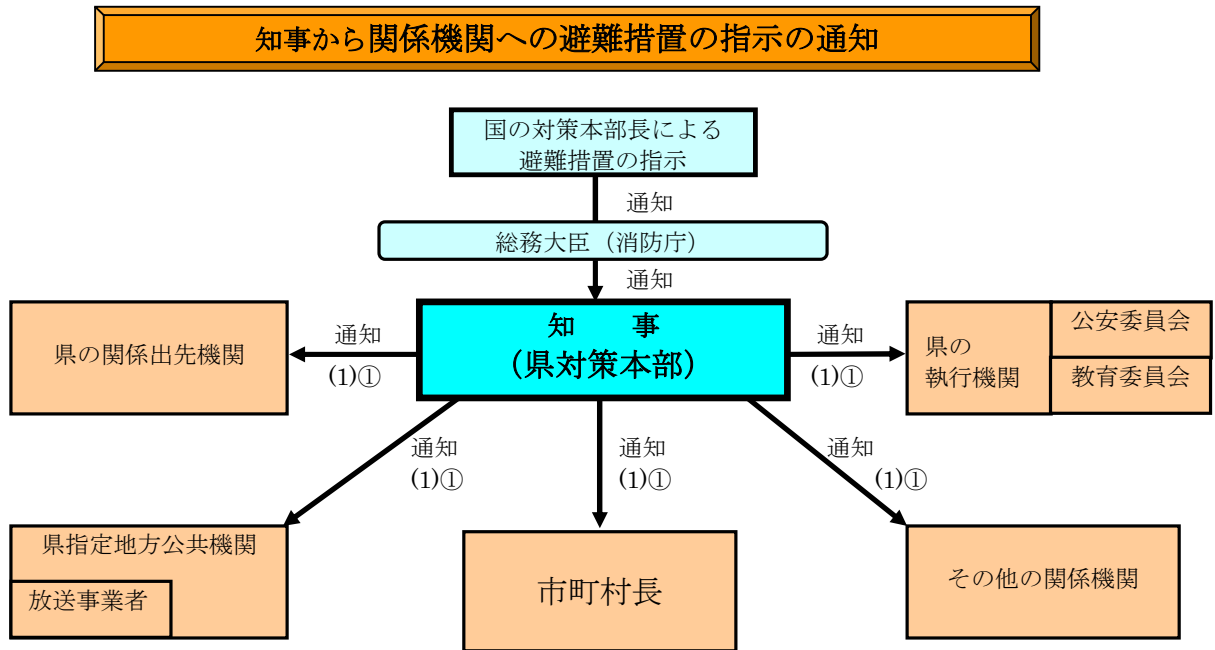 知事から関係機関への避難措置の指示の通知
国の対策本部長による
避難措置の指示
通知
総務大臣（消防庁）
通知
知　事
（県対策本部）
通知
(1)①
県の関係出先機関
通知
(1)①
県の
執行機関
公安委員会
教育委員会
通知
(1)①
通知
(1)①
通知
(1)①
県指定地方公共機関
放送事業者
市町村長
その他の関係機関